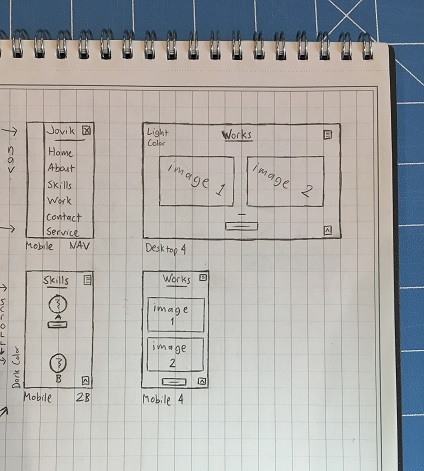 Jovik
x
Home
About
Skills
Work
Contact
Service
nav
Mobile NAV
Light
Color
Works
image 1
image 2
Desktop 4
Skills
A
B
Dark Color
Mobile 2B
Works
image
1
image
2
Mobile 4